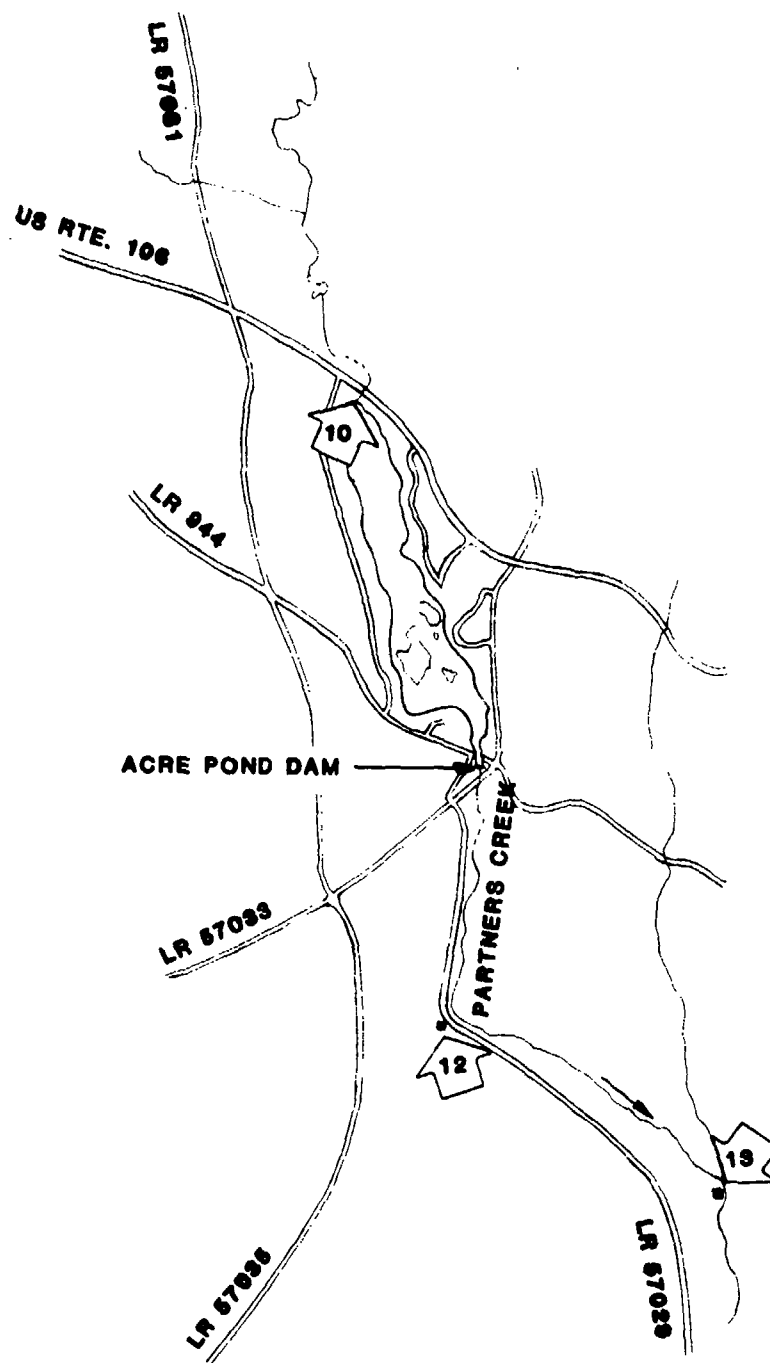 LR 57061
US RTE. 106
10
LR 944
ACRE POND DAM
PARTNERS CREEK
LR 57033
12
13
LR 57035
LR 57029